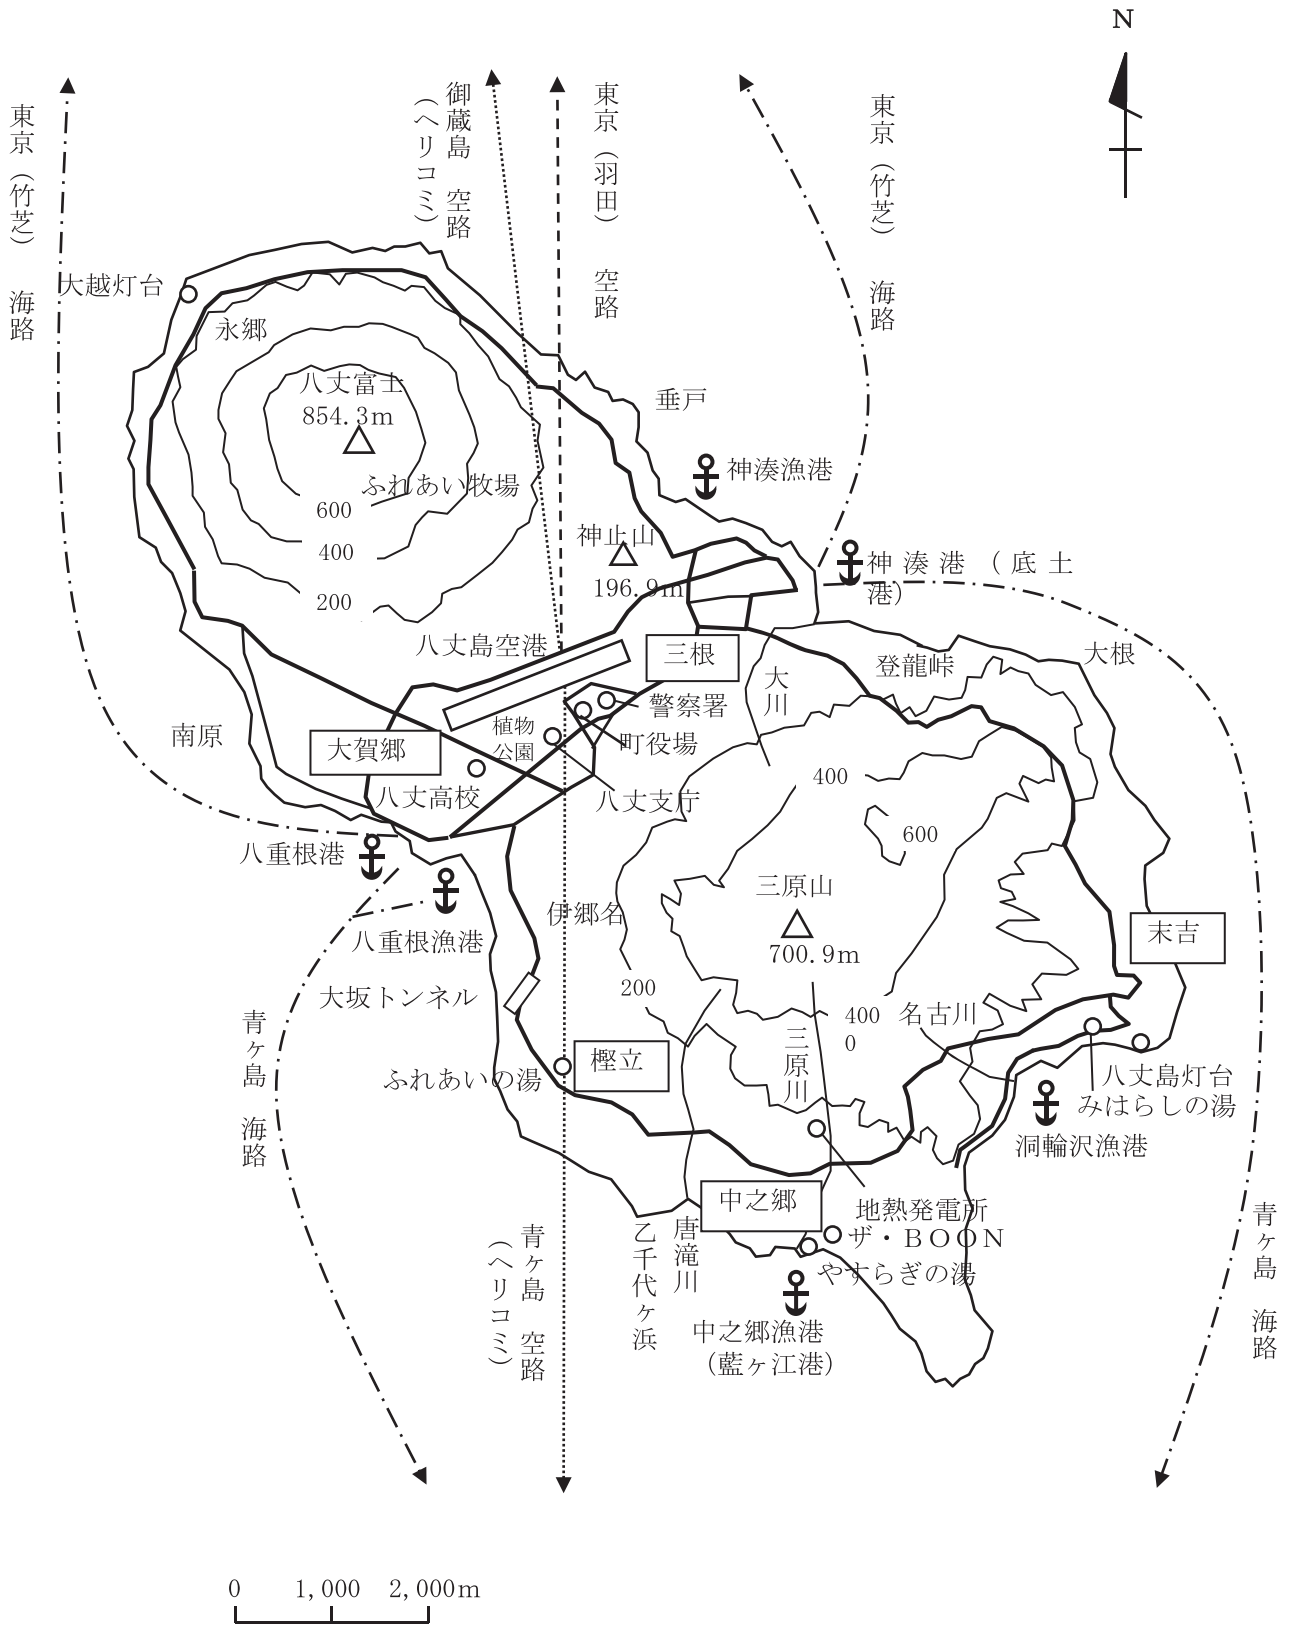 N
東京（竹芝）　海路
御蔵島　空路
（ヘリコミ）
東京（羽田）　空路
東京（竹芝）　海路
大越灯台
永郷
八丈富士
854.3m
ふれあい牧場
600
400
200
垂戸
神湊漁港
神止山
196.9m
神湊港（底土
港）
八丈島空港
三根
大川
登龍峠
大根
警察署
町役場
植物
公園
南原
大賀郷
八丈高校
八丈支庁
400
600
八重根港
三原山
700.9m
伊郷名
末吉
八重根漁港
大坂トンネル
200
400
0
名古川
三原川
青ヶ島　海路
樫立
ふれあいの湯
八丈島灯台
みはらしの湯
洞輪沢漁港
中之郷
地熱発電所
ザ・ＢＯＯＮ
やすらぎの湯
唐滝川
乙千代ヶ浜
青ヶ島　空路
（ヘリコミ）
中之郷漁港
（藍ヶ江港）
青ヶ島　海路
0 1,000 2,000m